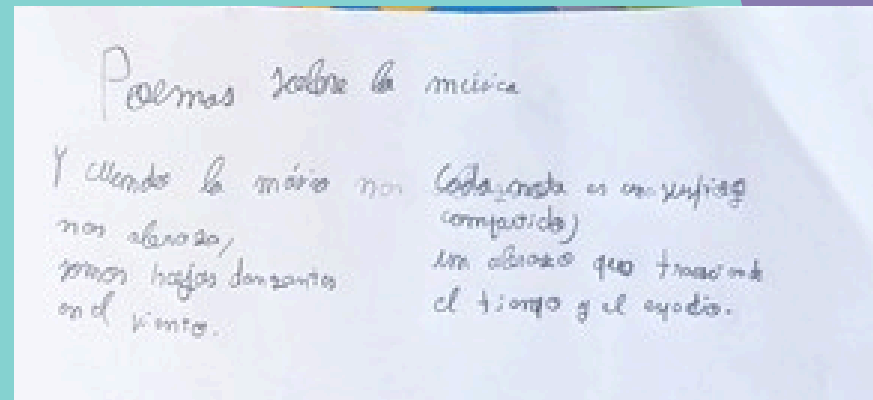 Poemas sobre la música
Y cuando la música nos
nos abraza,
somos hojas danzantes
en el viento.
Cada nota es un suspiro
compartido,
un abrazo que trasciende
el tiempo y el espacio.